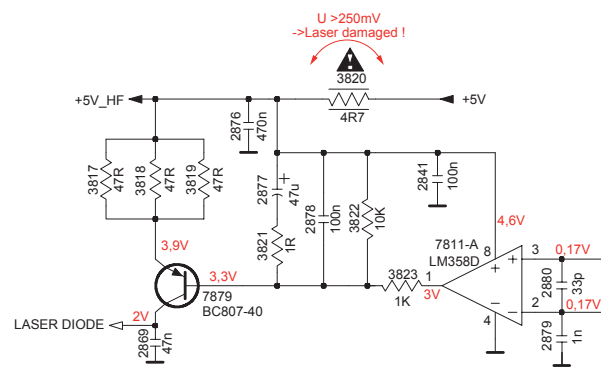 U >250mV
->Laser damaged !
3820
4R7
+5V_HF
+5V
2876
470n
3817
47R
3818
47R
3819
47R
2877
+
47u
2878
100n
3822
10K
2841
100n
3821
1R
4,6V
3,9V
7811-A
LM358D
8
+
3
+
0,17V
3,3V
3823
1K
1
3V
2880
33p
7879
BC807-40
4
–
2
–
0,17V
2879
1n
LASER DIODE
2V
2869
47n